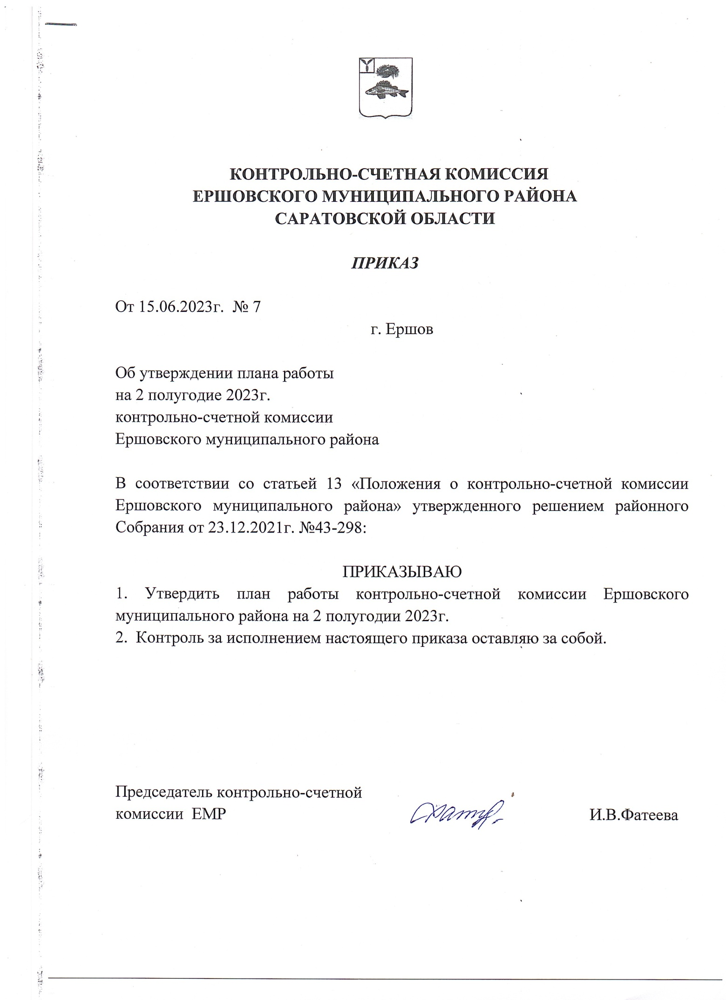 КОНТРОЛЬНО-СЧЕТНАЯ КОМИССИЯ
ЕРШОВСКОГО МУНИЦИПАЛЬНОГО РАЙОНА
САРАТОВСКОЙ ОБЛАСТИ
ПРИКАЗ
От 15.06.2023г.  № 7
г. Ершов
Об утверждении плана работы
на 2 полугодие 2023г.
контрольно-счетной комиссии
Ершовского муниципального района
В соответствии со статьей 13 «Положения о контрольно-счетной комиссии
Ершовского муниципального района» утвержденного решением районного
Собрания от 23.12.2021г. №43-298:
ПРИКАЗЫВАЮ
1. Утвердить план работы контрольно-счетной комиссии Ершовского
муниципального района на 2 полугодии 2023г.
2.  Контроль за исполнением настоящего приказа оставляю за собой.
Председатель контрольно-счетной
комиссии  ЕМР И.В.Фатеева